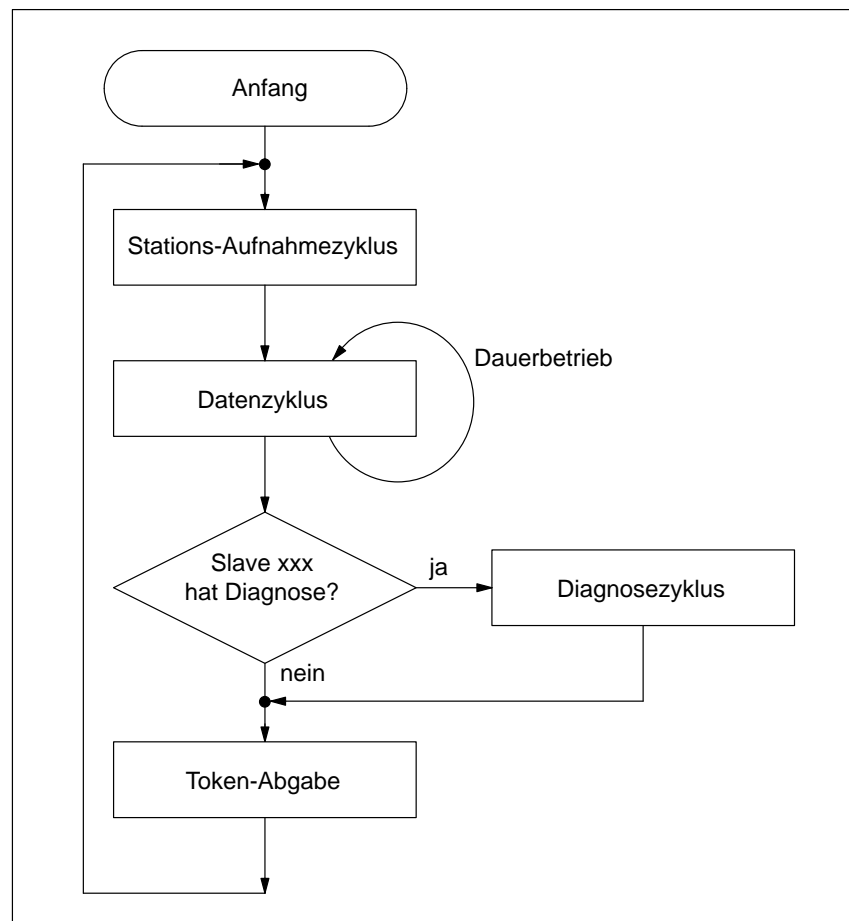 Anfang
Stations-Aufnahmezyklus
Dauerbetrieb
Datenzyklus
Slave xxx
hat Diagnose?
ja
Diagnosezyklus
nein
Token-Abgabe